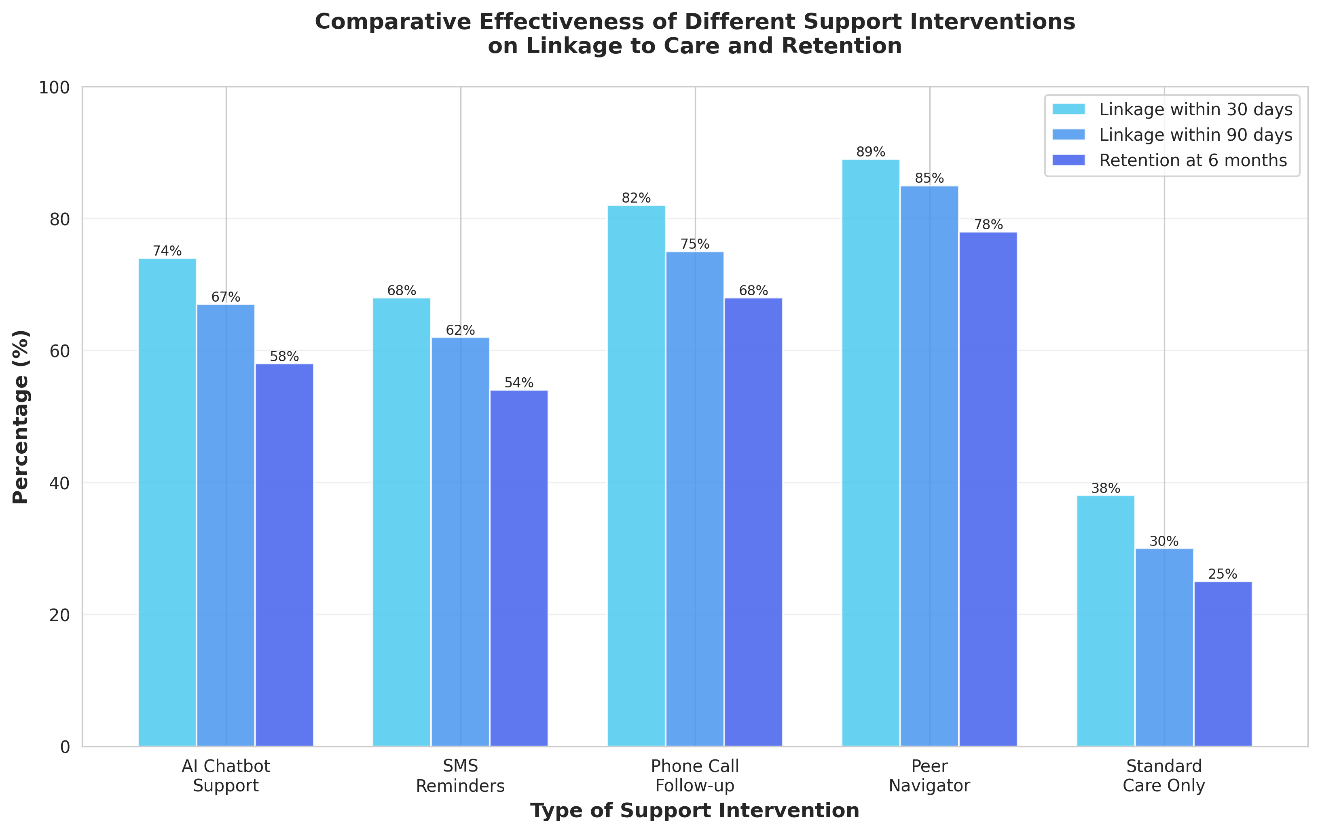 Comparative Effectiveness of Different Support Interventions
on Linkage to Care and Retention
Percentage (%)
100
80
60
40
20
0
Linkage within 30 days
Linkage within 90 days
Retention at 6 months
74%
67%
58%
68%
62%
54%
82%
75%
68%
89%
85%
78%
38%
30%
25%
AI Chatbot
Support
SMS
Reminders
Phone Call
Follow-up
Peer
Navigator
Standard
Care Only
Type of Support Intervention